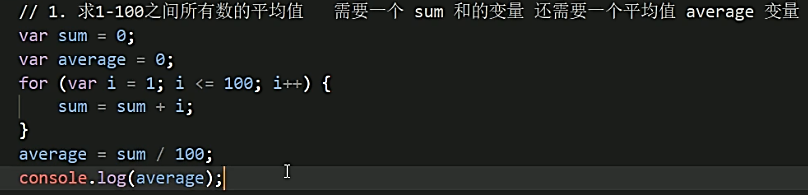 // 1. 求1-100之间所有数的平均值   需要一个 sum 和的变量 还需要一个平均值 average 变量
var sum = 0;
var average = 0;
for (var i = 1; i <= 100; i++) {
    sum = sum + i;
}
average = sum / 100;
console.log(average);